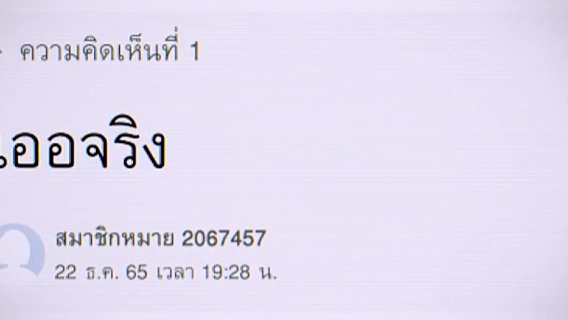 ความคิดเห็นที่ 1
เออจริง
สมาชิกหมาย 2067457
22 ธ.ค. 65 เวลา 19:28 น.